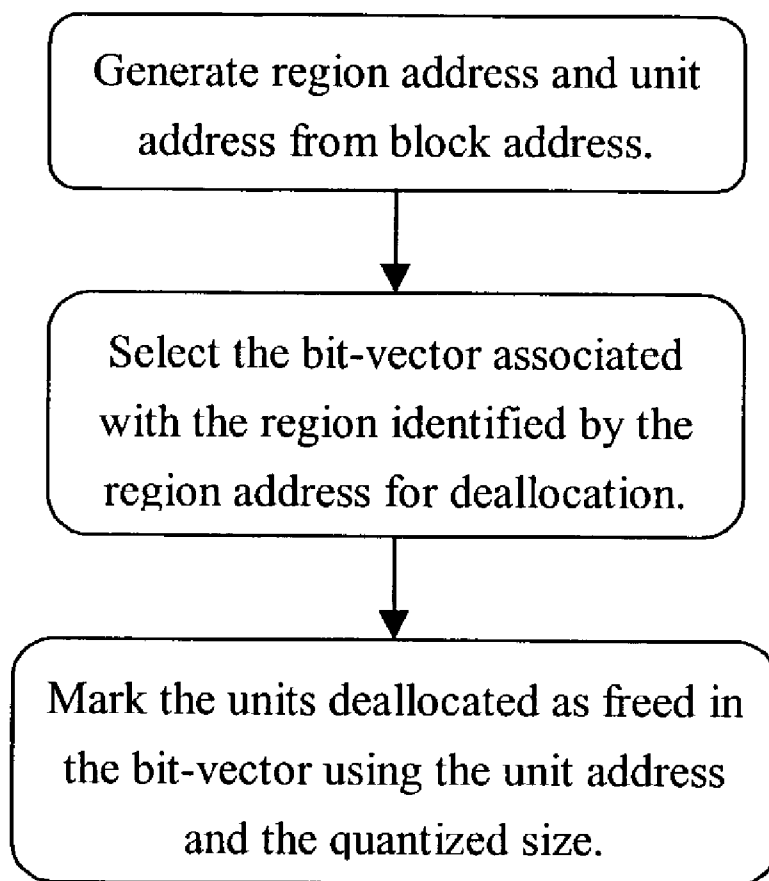 Generate region address and unit
address from block address.
Select the bit-vector associated
with the region identified by the
region address for deallocation.
Mark the units deallocated as freed in
the bit-vector using the unit address
and the quantized size.